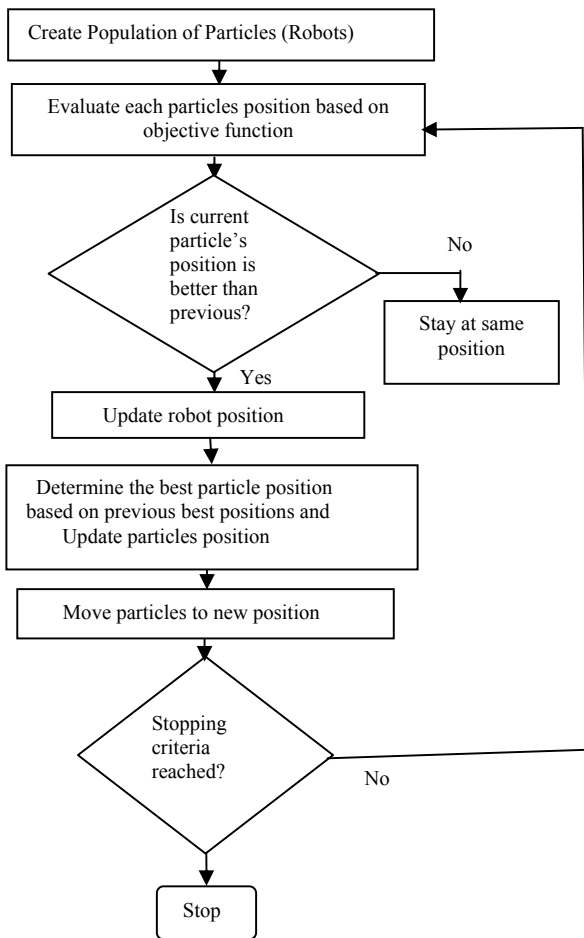 Create Population of Particles (Robots)
Evaluate each particles position based on
objective function
Is current
particle's
position is
better than
previous?
No
Stay at same
position
Yes
Update robot position
Determine the best particle position
based on previous best positions and
Update particles position
Move particles to new position
Stopping
criteria
reached?
No
Stop